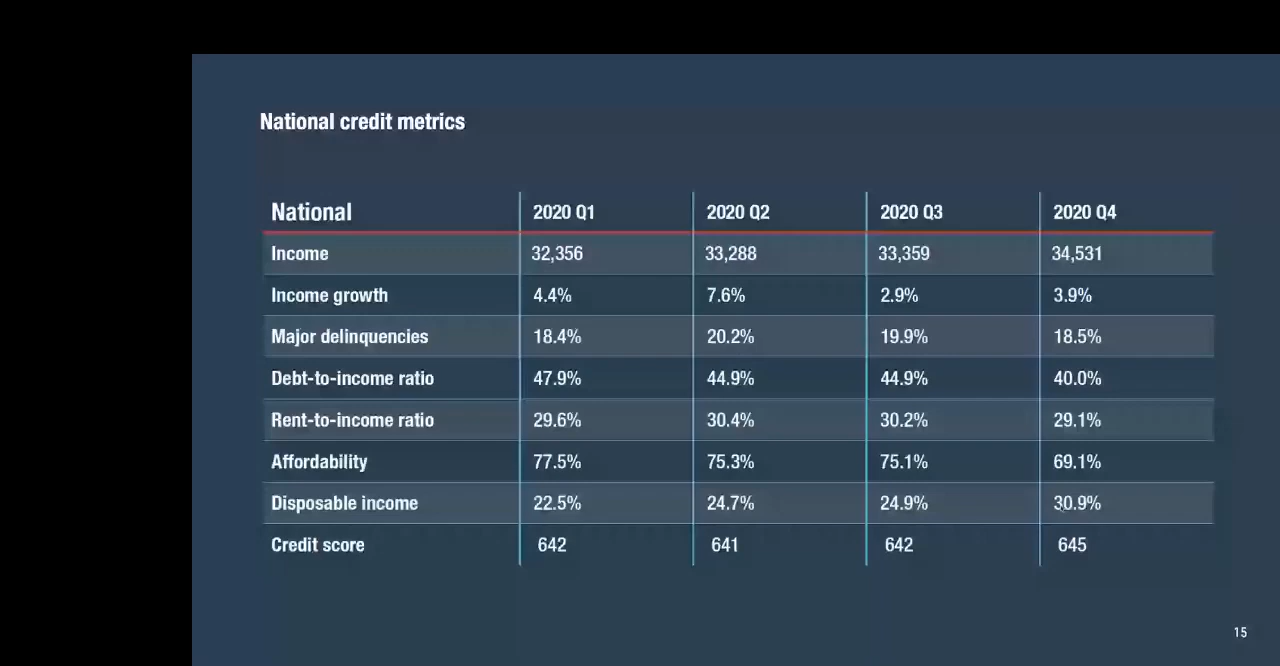 National credit metrics
National 2020 Q1 2020 Q2 2020 Q3 2020 Q4
Income 32,356 33,288 33,359 34,531
Income growth 4.4% 7.6% 2.9% 3.9%
Major delinquencies 18.4% 20.2% 19.9% 18.5%
Debt-to-income ratio 47.9% 44.9% 44.9% 40.0%
Rent-to-income ratio 29.6% 30.4% 30.2% 29.1%
Affordability 77.5% 75.3% 75.1% 69.1%
Disposable income 22.5% 24.7% 24.9% 30.9%
Credit score 642 641 642 645
15